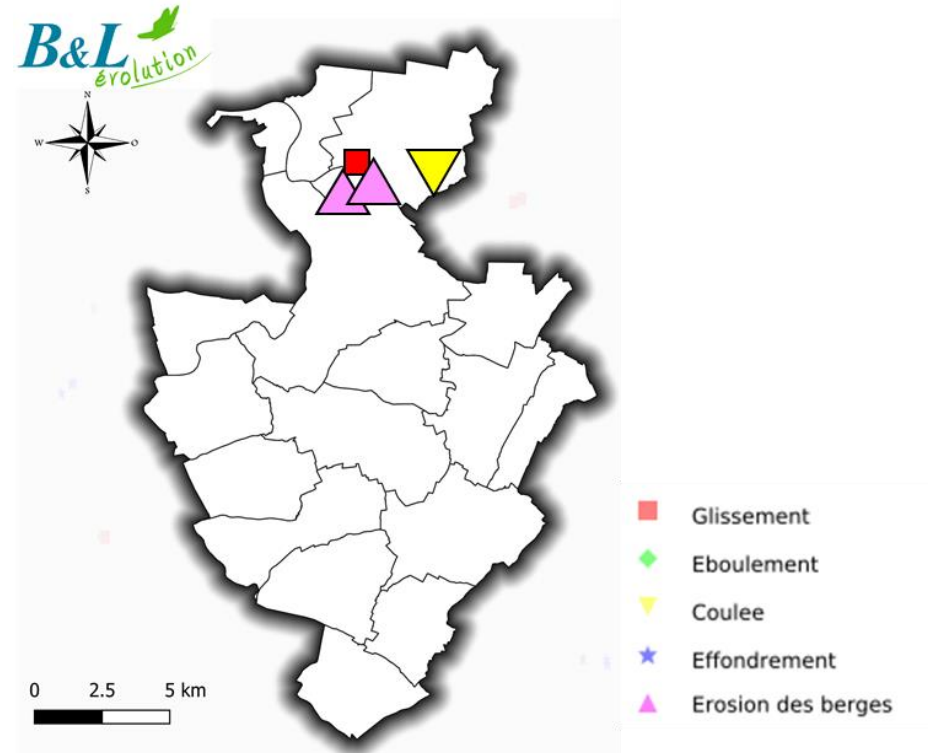 B&L
évolution
N
W
O
S
0 2.5 5 km
Glissement
Eboulement
Coulee
Effondrement
Erosion des berges